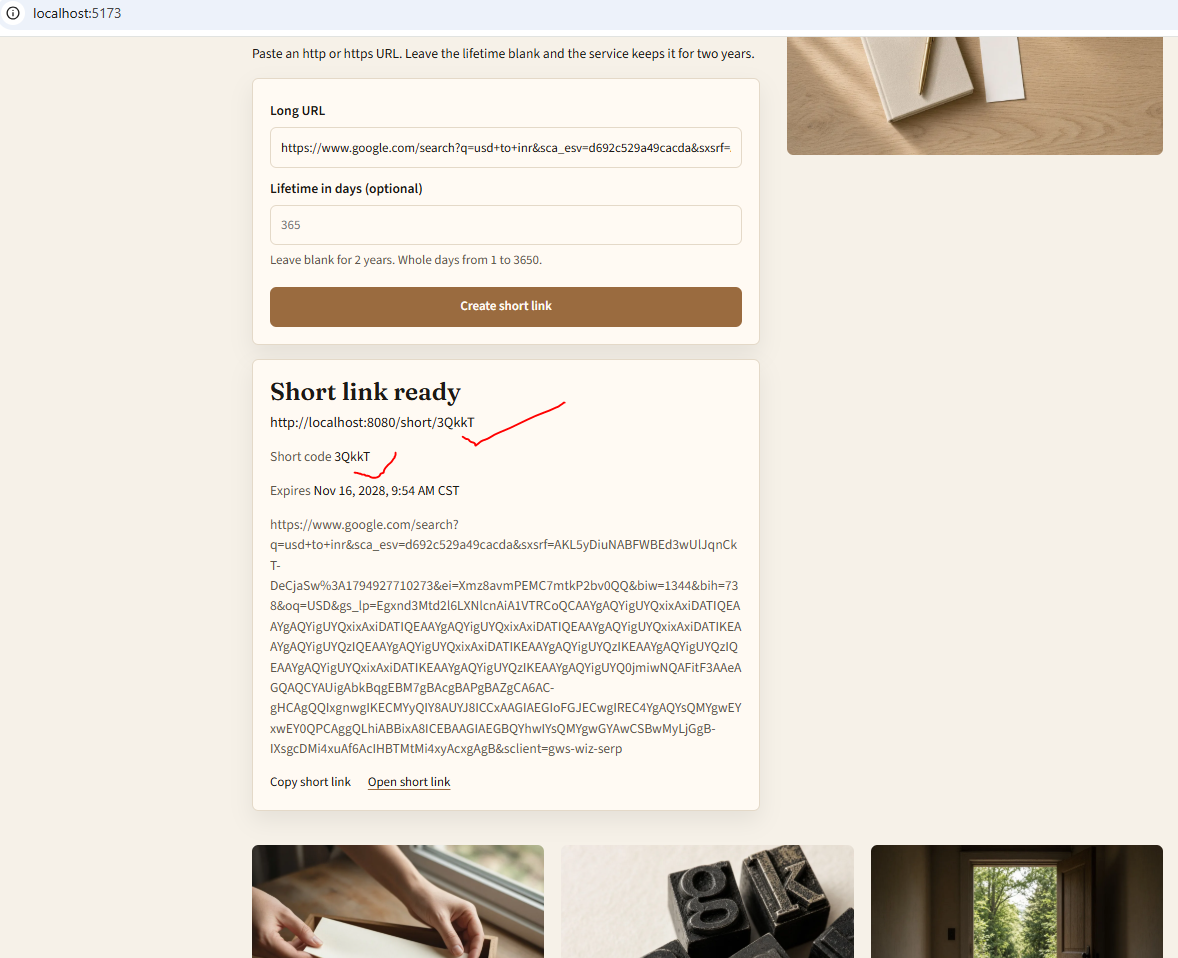 localhost:5173
Paste an http or https URL. Leave the lifetime blank and the service keeps it for two years.
Long URL
https://www.google.com/search?q=usd+to+inr&sca_esv=d692c529a49cacda&sxsrf=
Lifetime in days (optional)
365
Leave blank for 2 years. Whole days from 1 to 3650.
Create short link
Short link ready
http://localhost:8080/short/3QkkT
Short code 3QkkT
Expires Nov 16, 2028, 9:54 AM CST
https://www.google.com/search?
q=usd+to+inr&sca_esv=d692c529a49cacda&sxsrf=AKL5yDiuNABFWBEd3wUlJqnCk
T-
DeCjaSw%3A1794927710273&ei=Xmz8avmPEMC7mtkP2bv0QQ&biw=1344&bih=73
8&oq=USD&gs_lp=Egxnd3Mtd2l6LXNlcnAiA1VTRCoQCAAYgAQYigUYQxixAxiDATIQEA
AYgAQYigUYQxixAxiDATIQEAAYgAQYigUYQxixAxiDATIQEAAYgAQYigUYQxixAxiDATIKEAA
AYgAQYigUYQzIQEAAYgAQYigUYQxixAxiDATIKEAAYgAQYigUYQzIKEAAYgAQYigUYQzIQ
EAAYgAQYigUYQxixAxiDATIKEAAYgAQYigUYQzIKEAAYgAQYigUYQ0jmiwNQAFitF3AAeA
GQAQCYAUigAbkBqgEBM7gBAcgBAPgBAZgCA6AC-
gHCAgQQIxgnwgIKECMYyQIY8AUYJ8ICCxAAGIAEGIoFGJECwgIREC4YgAQYsQMYgwEY
xwEY0QPCAggQLhiABBixA8ICEBAAGIAEGBQYhwIYsQMYgwGYAwCSBwMyLjGgB-
IXsgcDMi4xuAf6AcIHBTMtMi4xyAcxgAgB&sclient=gws-wiz-serp
Copy short link
Open short link
g
k